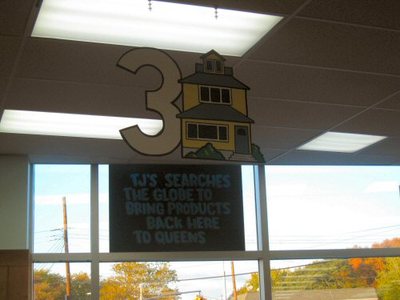 3
TJ'S SEARCHES
THE GLOBE TO
BRING PRODUCTS
BACK HERE
TO QUEENS